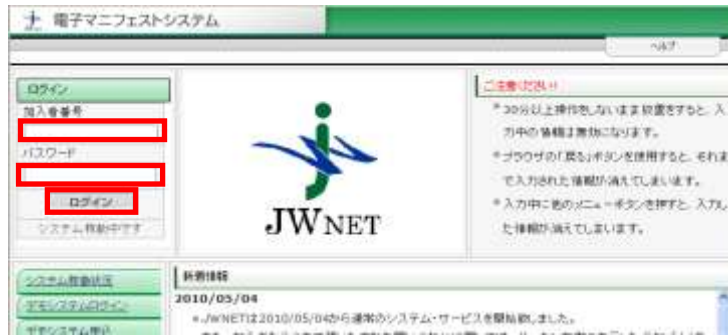 電子マニフェストシステム
ヘルプ
ログイン
加入者番号
パスワード
ログイン
システム稼動中です
JWNET
ご注意ください!
*30分以上操作をしないまま放置をすると、入
力中の情報は無効になります。
*ブラウザの「戻る」ボタンを使用すると、それま
で入力された情報が消えてしまいます。
*入力中に他のメニューボタンを押すと、入力し
た情報が消えてしまいます。
システム稼動状況
デモシステムログイン
デモシステム申込
新着情報
2010/05/04
JWNETは2010/05/04から通常のシステム・サービスを開始致しました。